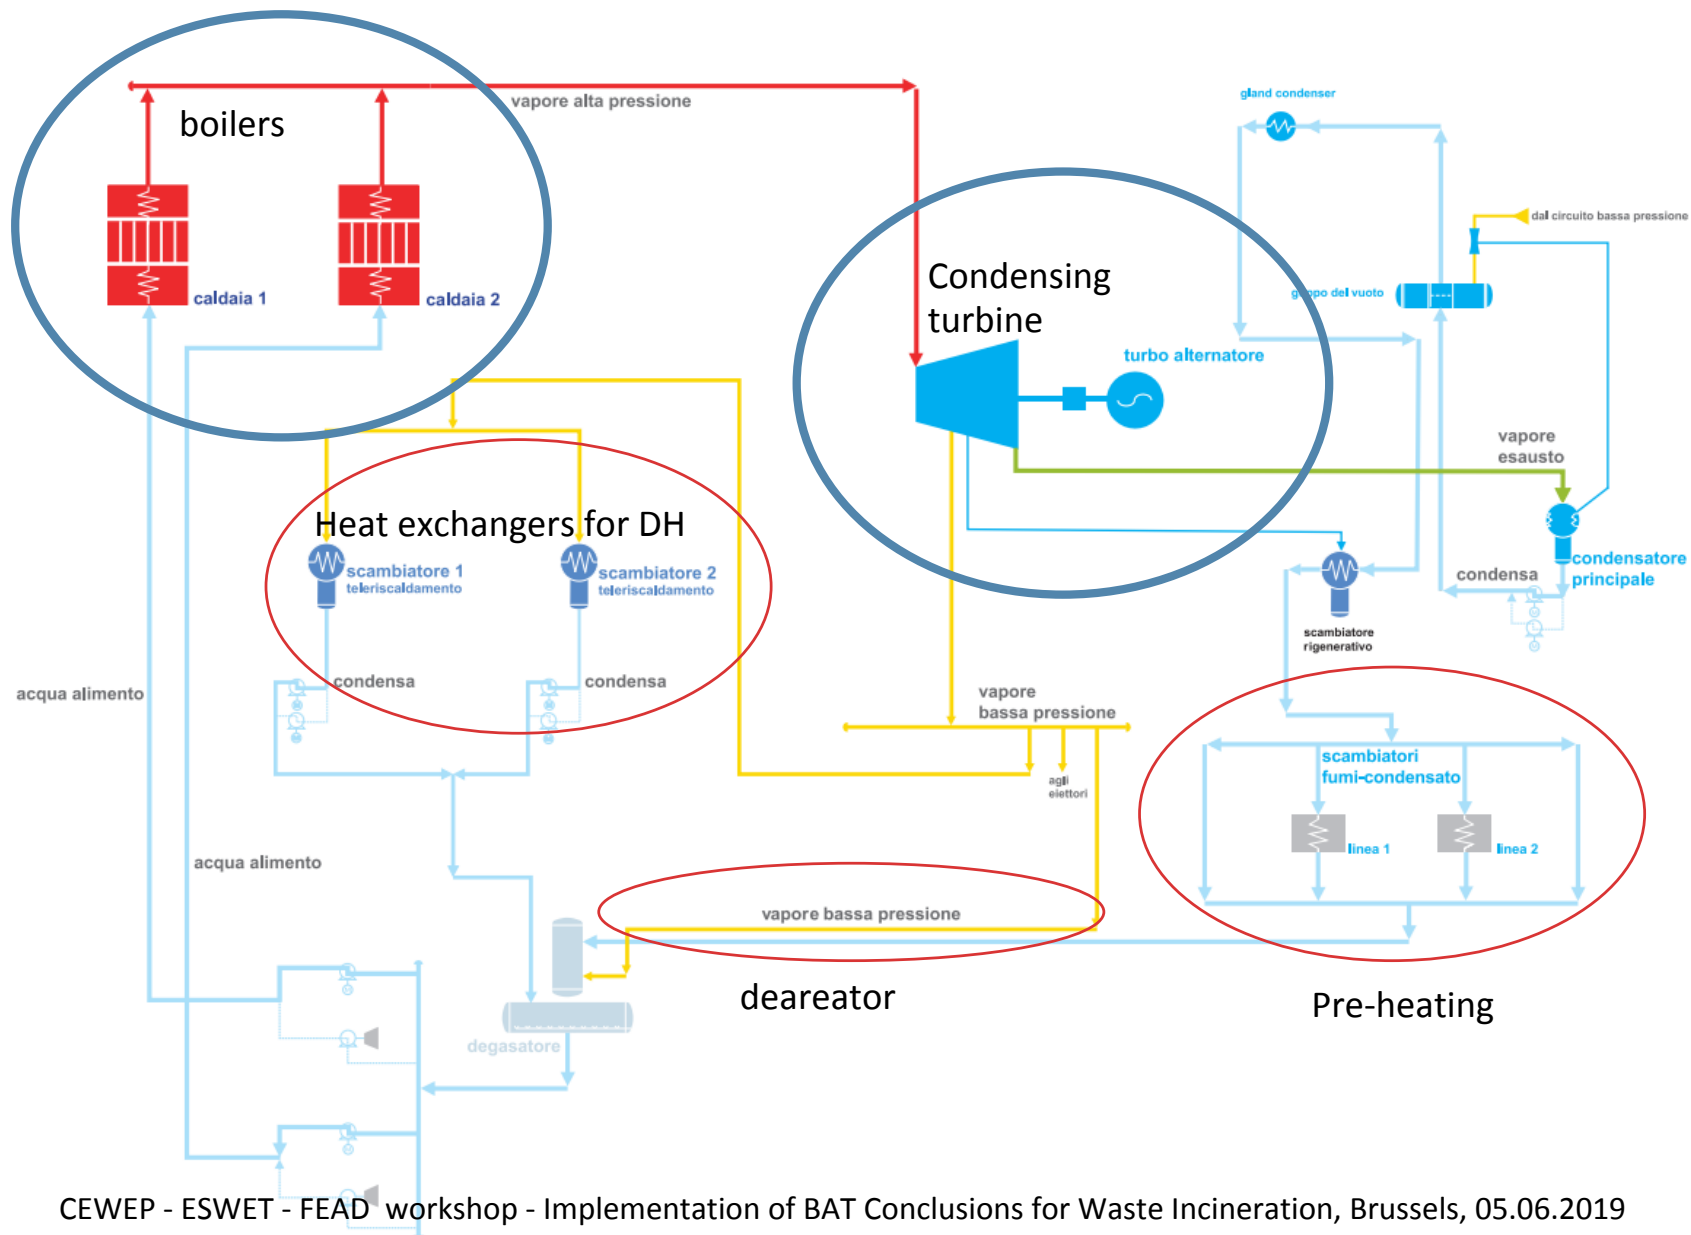 vapore alta pressione
boilers
caldaia 1
caldaia 2
gland condenser
dal circuito bassa pressione
gruppo del vuoto
Condensing
turbine
turbo alternatore
vapore
esausto
Heat exchangers for DH
scambiatore 1
teleriscaldamento
scambiatore 2
teleriscaldamento
condensatore
principale
condensa
scambiatore
rigenerativo
condensa
condensa
acqua alimento
vapore
bassa pressione
agli
eiettori
scambiatori
fumi-condensato
linea 1
linea 2
acqua alimento
vapore bassa pressione
deareator
Pre-heating
degasatore
CEWEP - ESWET - FEAD workshop - Implementation of BAT Conclusions for Waste Incineration, Brussels, 05.06.2019